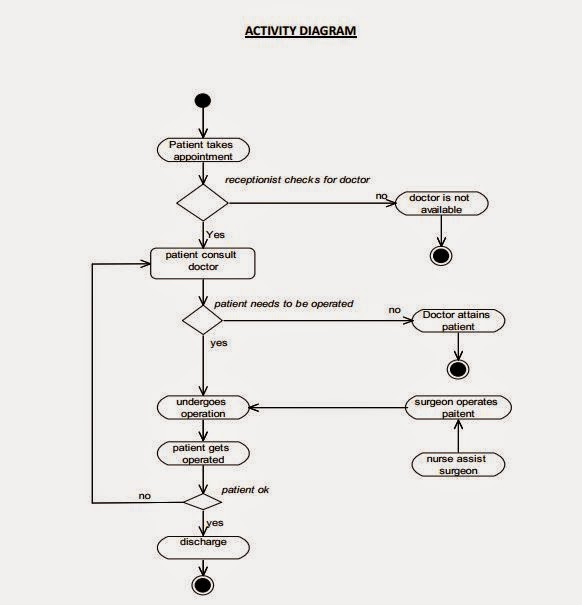 ACTIVITY DIAGRAM
Patient takes
appointment
receptionist checks for doctor
no
doctor is not
available
Yes
patient consult
doctor
patient needs to be operated
no
Doctor attains
patient
yes
undergoes
operation
surgeon operates
paitent
patient gets
operated
nurse assist
surgeon
patient ok
no
yes
discharge